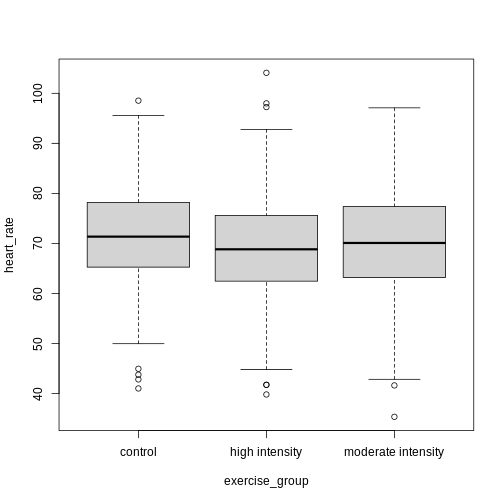 heart_rate
100
90
80
70
60
50
40
control
high intensity
moderate intensity
exercise_group